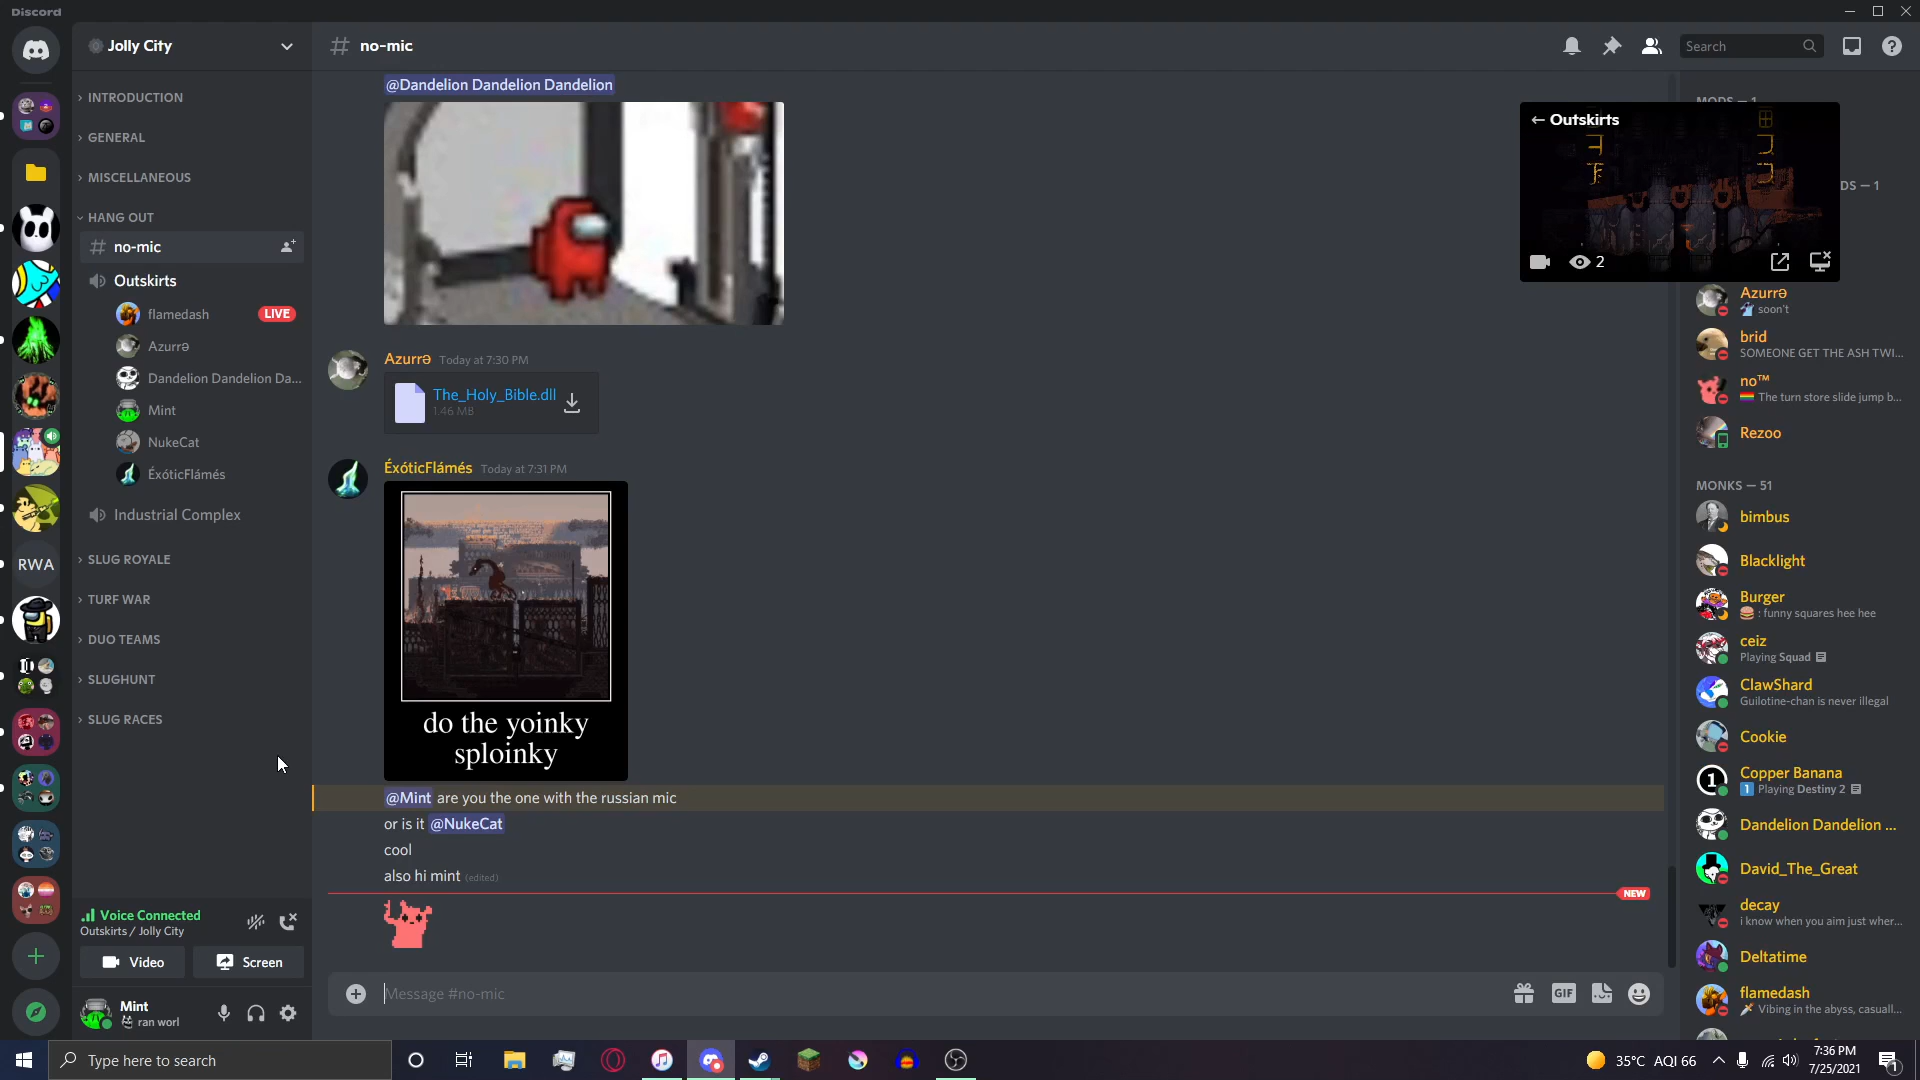 Discord
Jolly City
INTRODUCTION
GENERAL
MISCELLANEOUS
HANG OUT
no-mic
Outskirts
flamedash
LIVE
Azurrə
Dandelion Dandelion Da...
Mint
NukeCat
ÉxóticFlámés
Industrial Complex
SLUG ROYALE
TURF WAR
DUO TEAMS
SLUGHUNT
SLUG RACES
RWA
Voice Connected
Outskirts / Jolly City
Video
Screen
Mint
ran worl
# no-mic
Search
@Dandelion Dandelion Dandelion
Azurrə Today at 7:30 PM
The_Holy_Bible.dll
1.46 MB
ÉxóticFlámés Today at 7:31 PM
do the yoinky
sploinky
@Mint are you the one with the russian mic
or is it @NukeCat
cool
also hi mint (edited)
NEW
Message #no-mic
GIF
MODS — 1
← Outskirts
DS — 1
2
Azurrə
soon't
brid
SOMEONE GET THE ASH TWI...
no™
The turn store slide jump b...
Rezoo
MONKS — 51
bimbus
Blacklight
Burger
: funny squares hee hee
ceiz
Playing Squad
ClawShard
Guilotine-chan is never illegal
Cookie
Copper Banana
1 Playing Destiny 2
Dandelion Dandelion ...
David_The_Great
decay
i know when you aim just wher...
Deltatime
flamedash
Vibing in the abyss, casuall...
Type here to search
35°C AQI 66
7:36 PM
7/25/2021
1